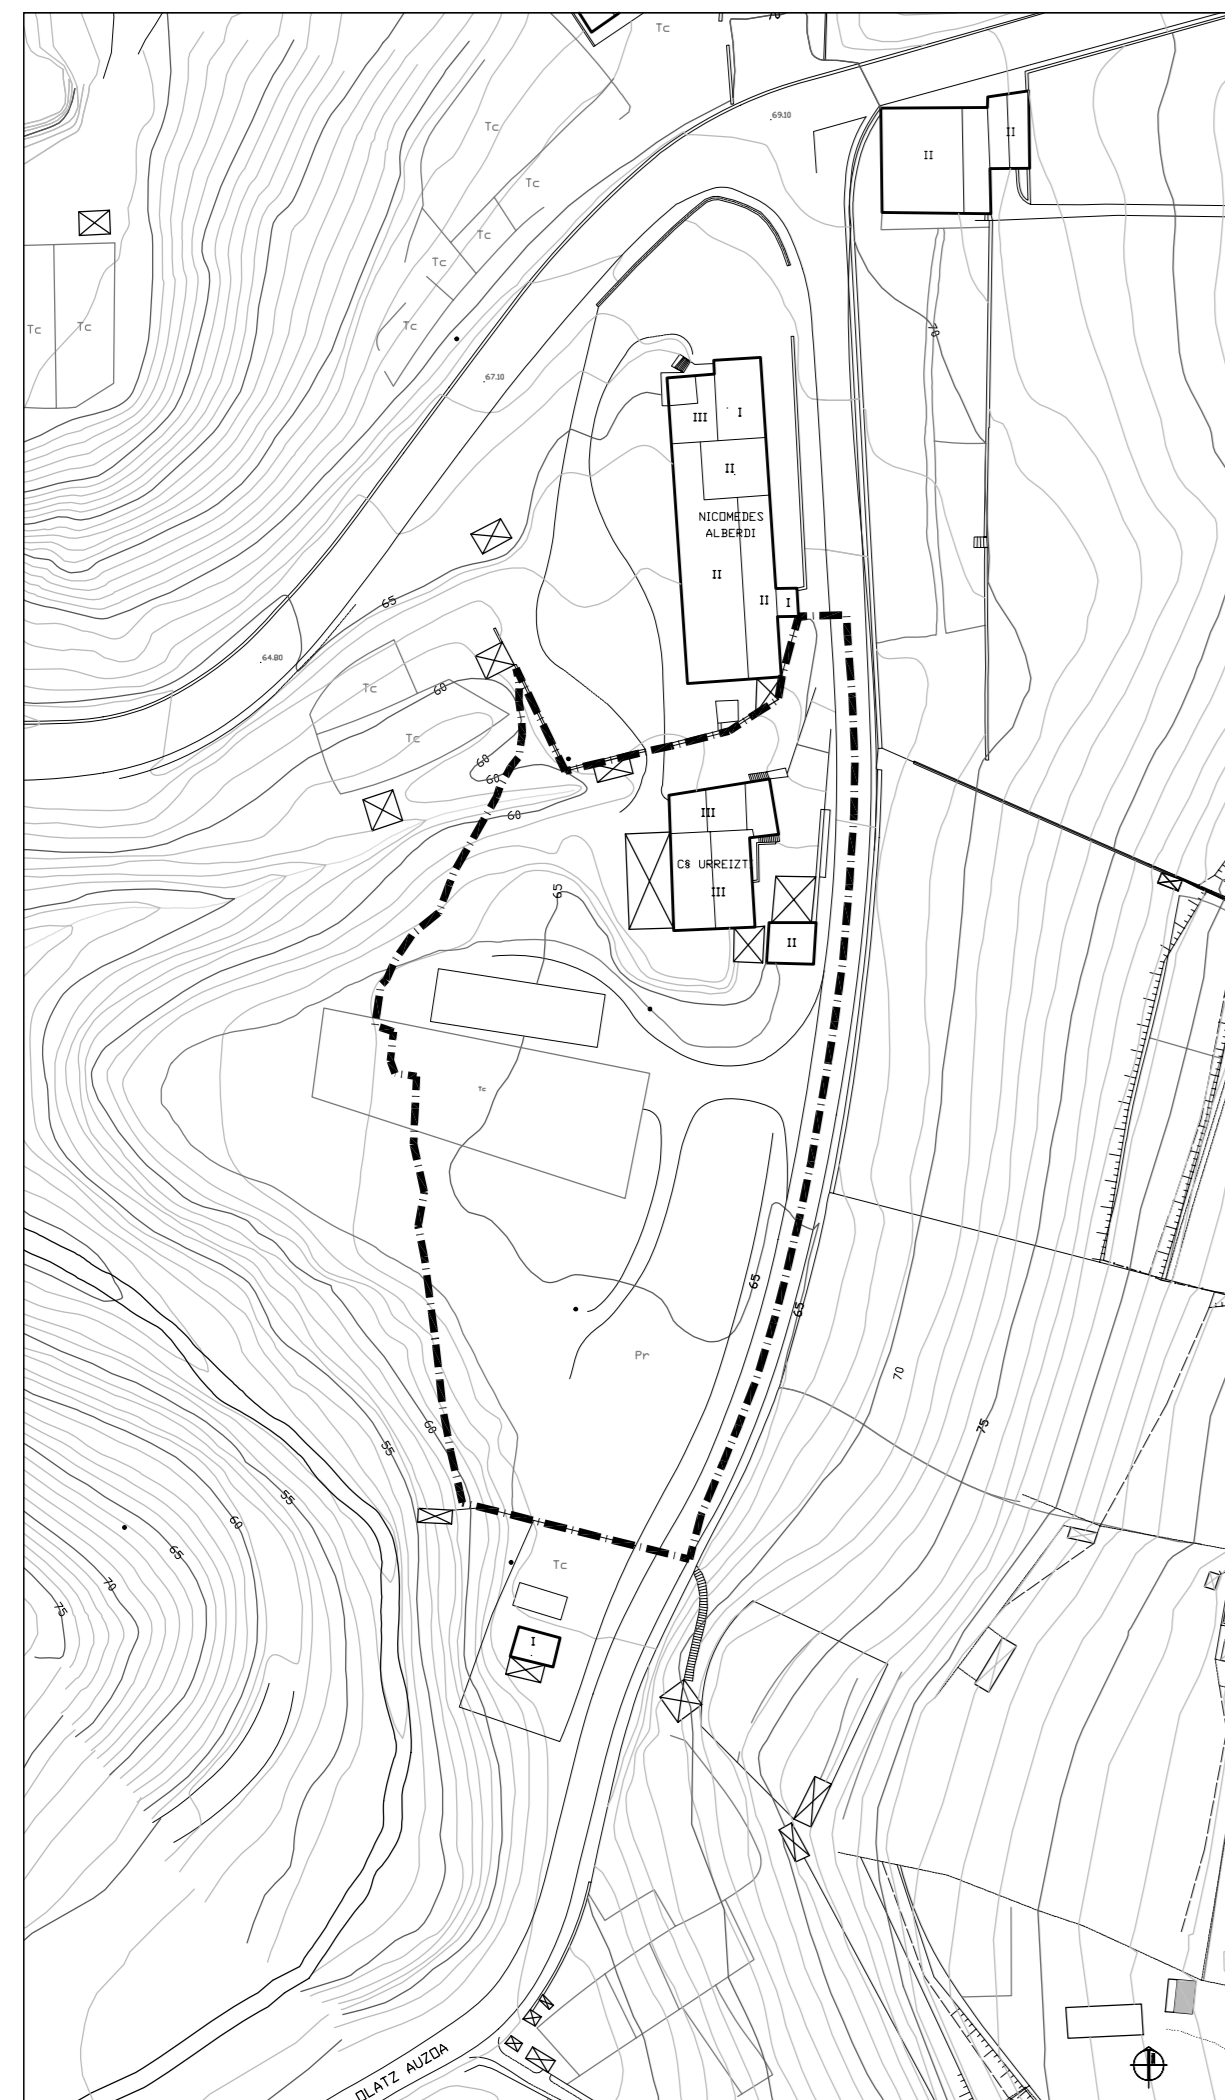 70
Tc
69.10
Tc
II
II
Tc
Tc
Tc
Tc
Tc
Tc
70
67.10
III
I
II
NICOMEDES
ALBERDI
II
65
II
I
64.80
Tc
60
Tc
60
60
60
III
C§ URREIZTI
III
65
II
Tc
65
65
Pr
70
75
60
55
55
60
65
70
75
Tc
I
OLATZ AUZOA